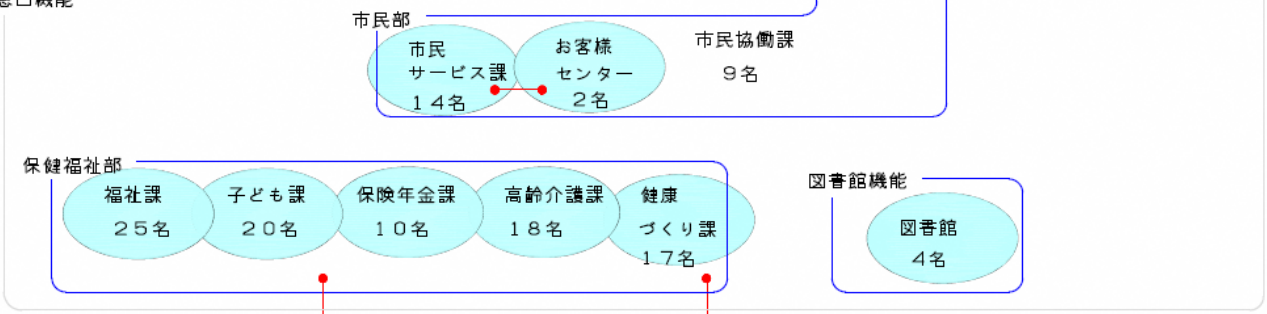 市民部
市民
サービス課
14名
お客様
センター
2名
市民協働課
9名
保健福祉部
福祉課
25名
子ども課
20名
保険年金課
10名
高齢介護課
18名
健康
づくり課
17名
図書館機能
図書館
4名